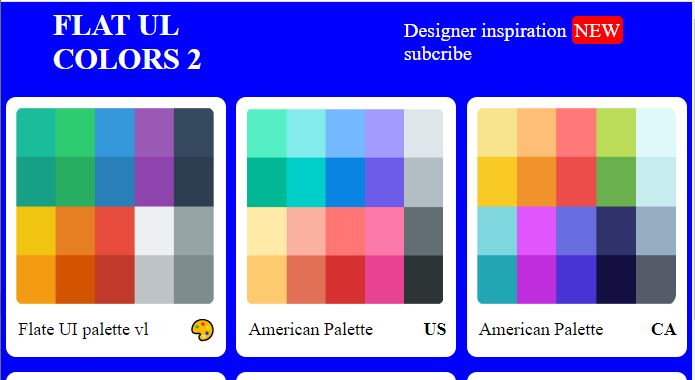 FLAT UL
COLORS 2
Designer inspiration NEW
subcribe
Flate UI palette vl
American Palette US
American Palette CA